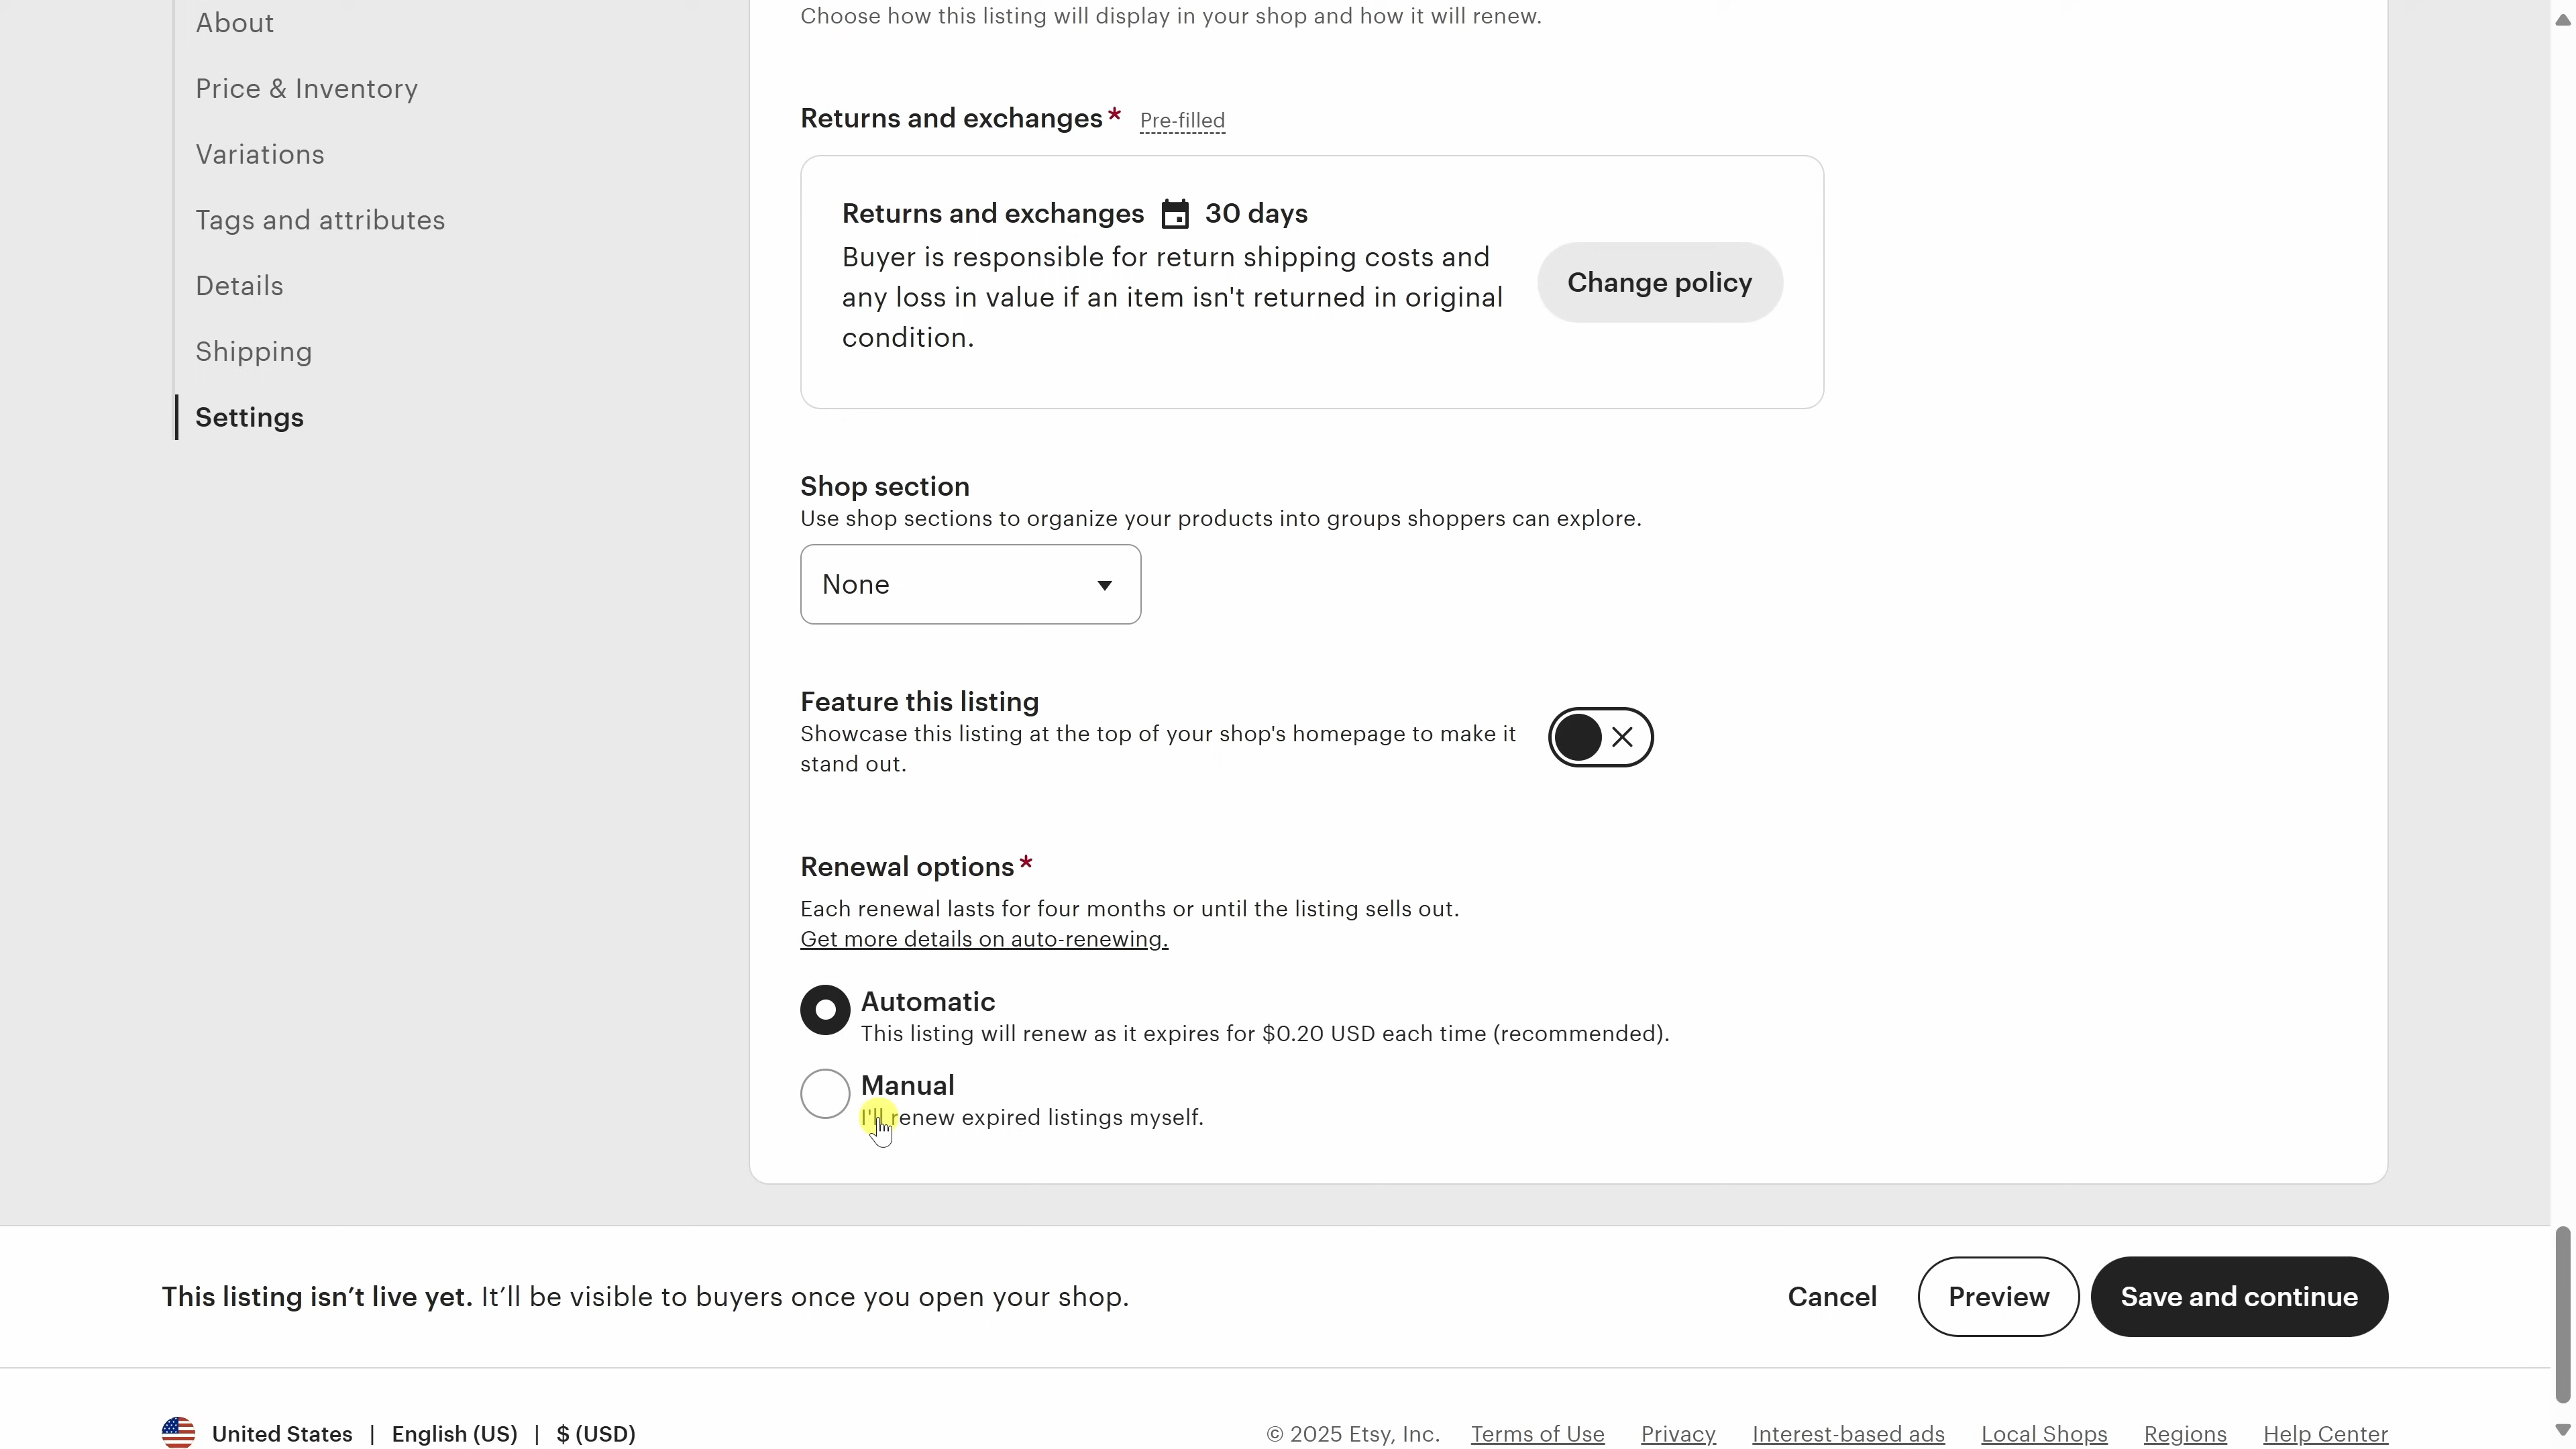 About
Price & Inventory
Variations
Tags and attributes
Details
Shipping
Settings
Choose how this listing will display in your shop and how it will renew.
Returns and exchanges* Pre-filled
Returns and exchanges 30 days
Buyer is responsible for return shipping costs and
any loss in value if an item isn't returned in original
condition.
Change policy
Shop section
Use shop sections to organize your products into groups shoppers can explore.
None
Feature this listing
Showcase this listing at the top of your shop's homepage to make it
stand out.
Renewal options*
Each renewal lasts for four months or until the listing sells out.
Get more details on auto-renewing.
Automatic
This listing will renew as it expires for $0.20 USD each time (recommended).
Manual
I'll renew expired listings myself.
This listing isn’t live yet. It’ll be visible to buyers once you open your shop.
Cancel
Preview
Save and continue
United States | English (US) | $ (USD)
© 2025 Etsy, Inc. Terms of Use Privacy Interest-based ads Local Shops Regions Help Center